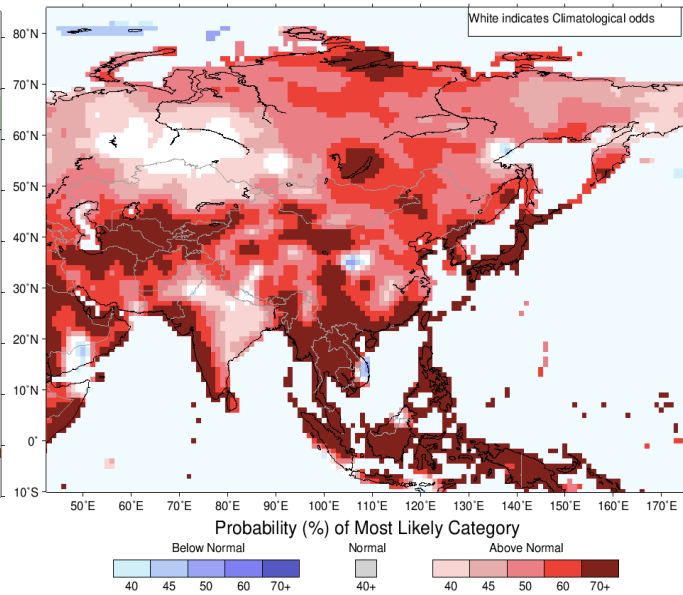 White indicates Climatological odds
80°N
70°N
60°N
50°N
40°N
30°N
20°N
10°N
0°
10°S
50°E 60°E 70°E 80°E 90°E 100°E 110°E 120°E 130°E 140°E 150°E 160°E 170°E
Probability (%) of Most Likely Category
Below Normal Normal Above Normal
40 45 50 60 70+ 40+ 40 45 50 60 70+